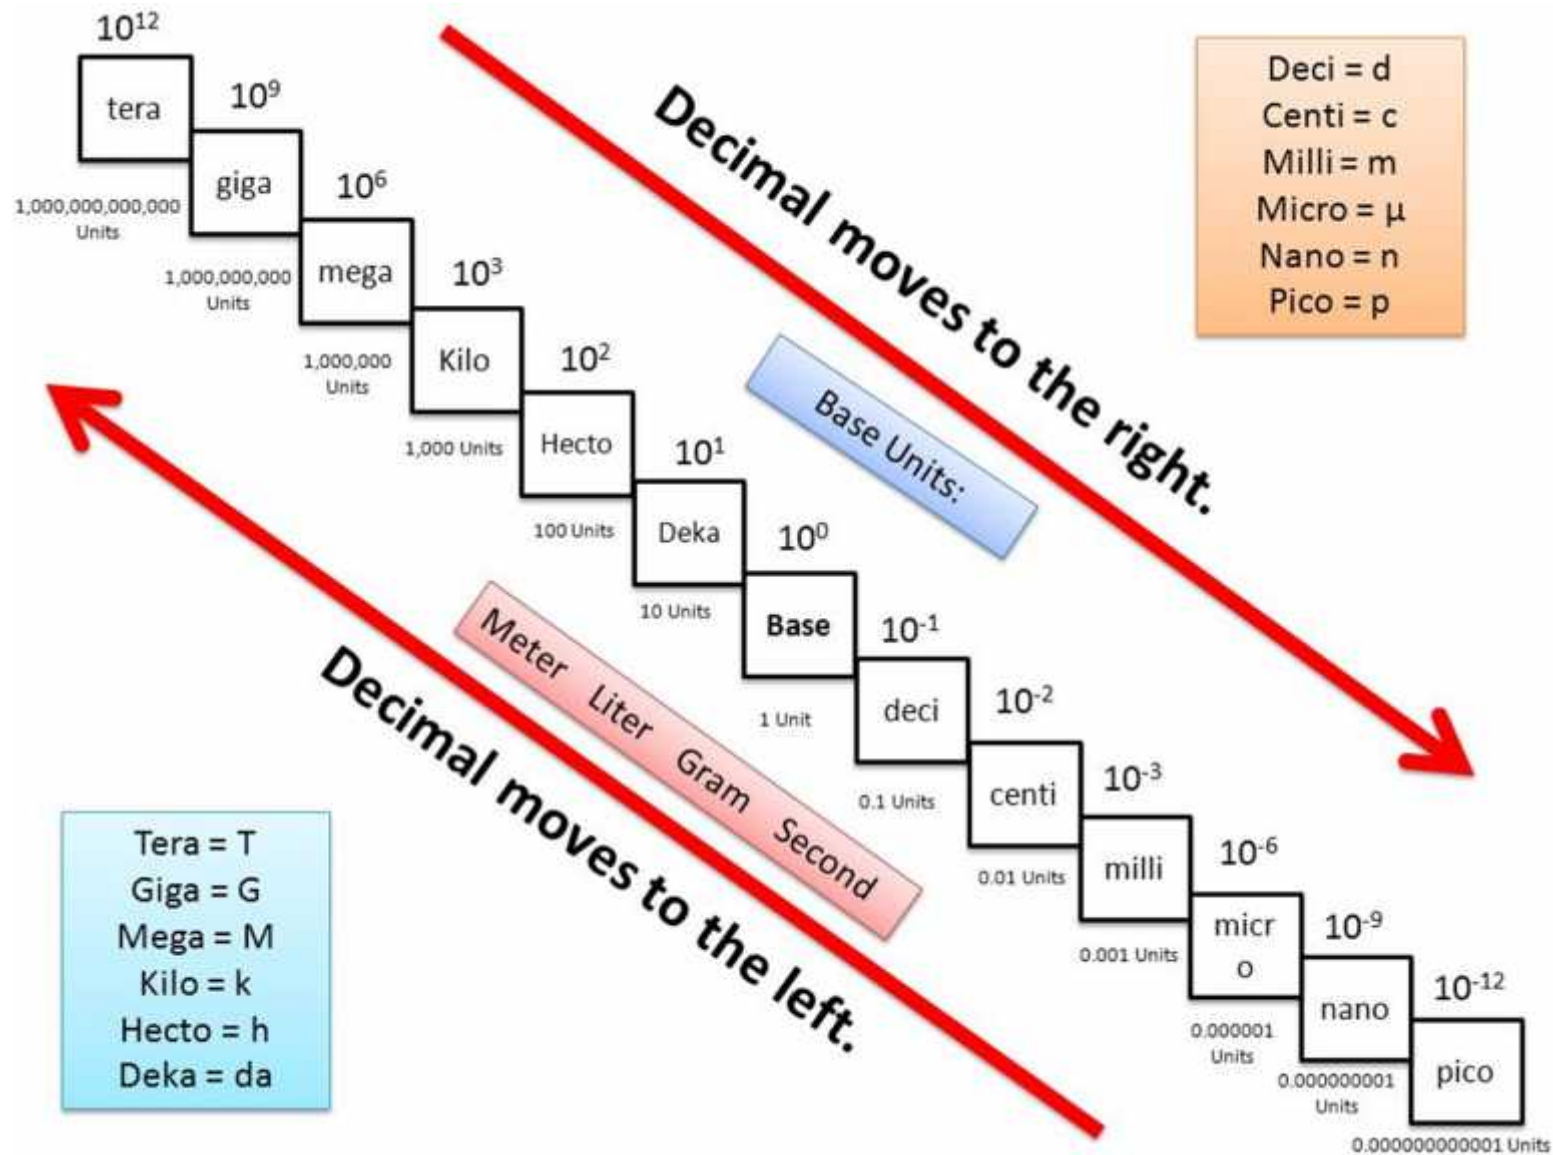 10¹²
tera
1,000,000,000,000
Units
10⁹
giga
1,000,000,000
Units
10⁶
mega
1,000,000
Units
10³
Kilo
1,000 Units
10²
Hecto
100 Units
10¹
Deka
10 Units
10⁰
Base
1 Unit
10⁻¹
deci
0.1 Units
10⁻²
centi
0.01 Units
10⁻³
milli
0.001 Units
10⁻⁶
micr
o
0.000001
Units
10⁻⁹
nano
0.000000001
Units
10⁻¹²
pico
0.000000000001 Units
Decimal moves to the right.
Base Units:
Meter Liter Gram Second
Decimal moves to the left.
Deci = d
Centi = c
Milli = m
Micro = μ
Nano = n
Pico = p
Tera = T
Giga = G
Mega = M
Kilo = k
Hecto = h
Deka = da